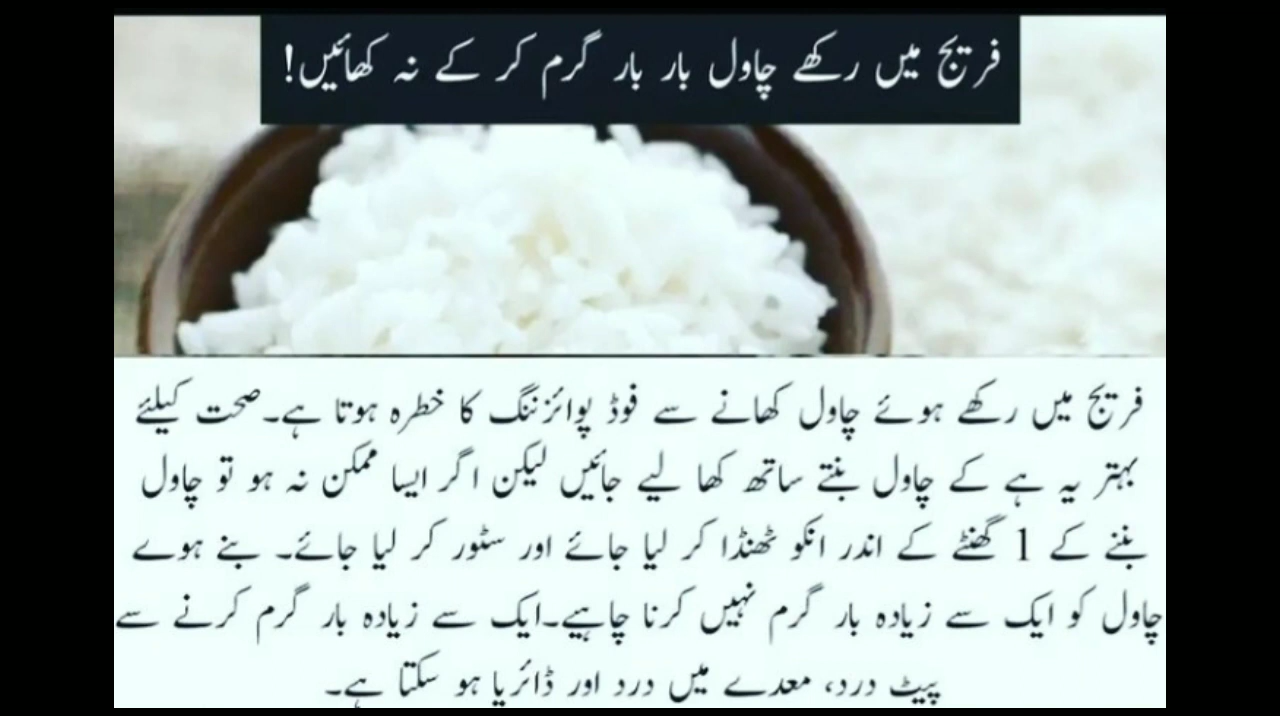 فریج میں رکھے چاول بار بار گرم کر کے نہ کھائیں!
فریج میں رکھے ہوئے چاول کھانے سے فوڈ پوائزننگ کا خطرہ ہوتا ہے۔صحت کیلئے
بہتر یہ ہے کے چاول بنتے ساتھ کھا لیے جائیں لیکن اگر ایسا ممکن نہ ہو تو چاول
بننے کے 1 گھنٹے کے اندر انکو ٹھنڈا کر لیا جائے اور سٹور کر لیا جائے۔ بنے ہوے
چاول کو ایک سے زیادہ بار گرم نہیں کرنا چاہیے۔ایک سے زیادہ بار گرم کرنے سے
پیٹ درد، معدے میں درد اور ڈائریا ہو سکتا ہے۔